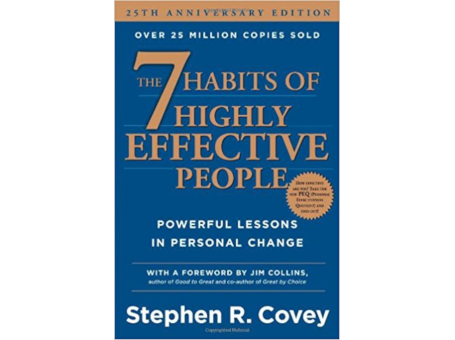 25TH ANNIVERSARY EDITION
OVER 25 MILLION COPIES SOLD
THE 7 HABITS OF
HIGHLY
EFFECTIVE
PEOPLE
POWERFUL LESSONS
IN PERSONAL CHANGE
WITH A FOREWORD BY JIM COLLINS,
author of Good to Great and co-author of Great by Choice
Stephen R. Covey
Copyrighted Material